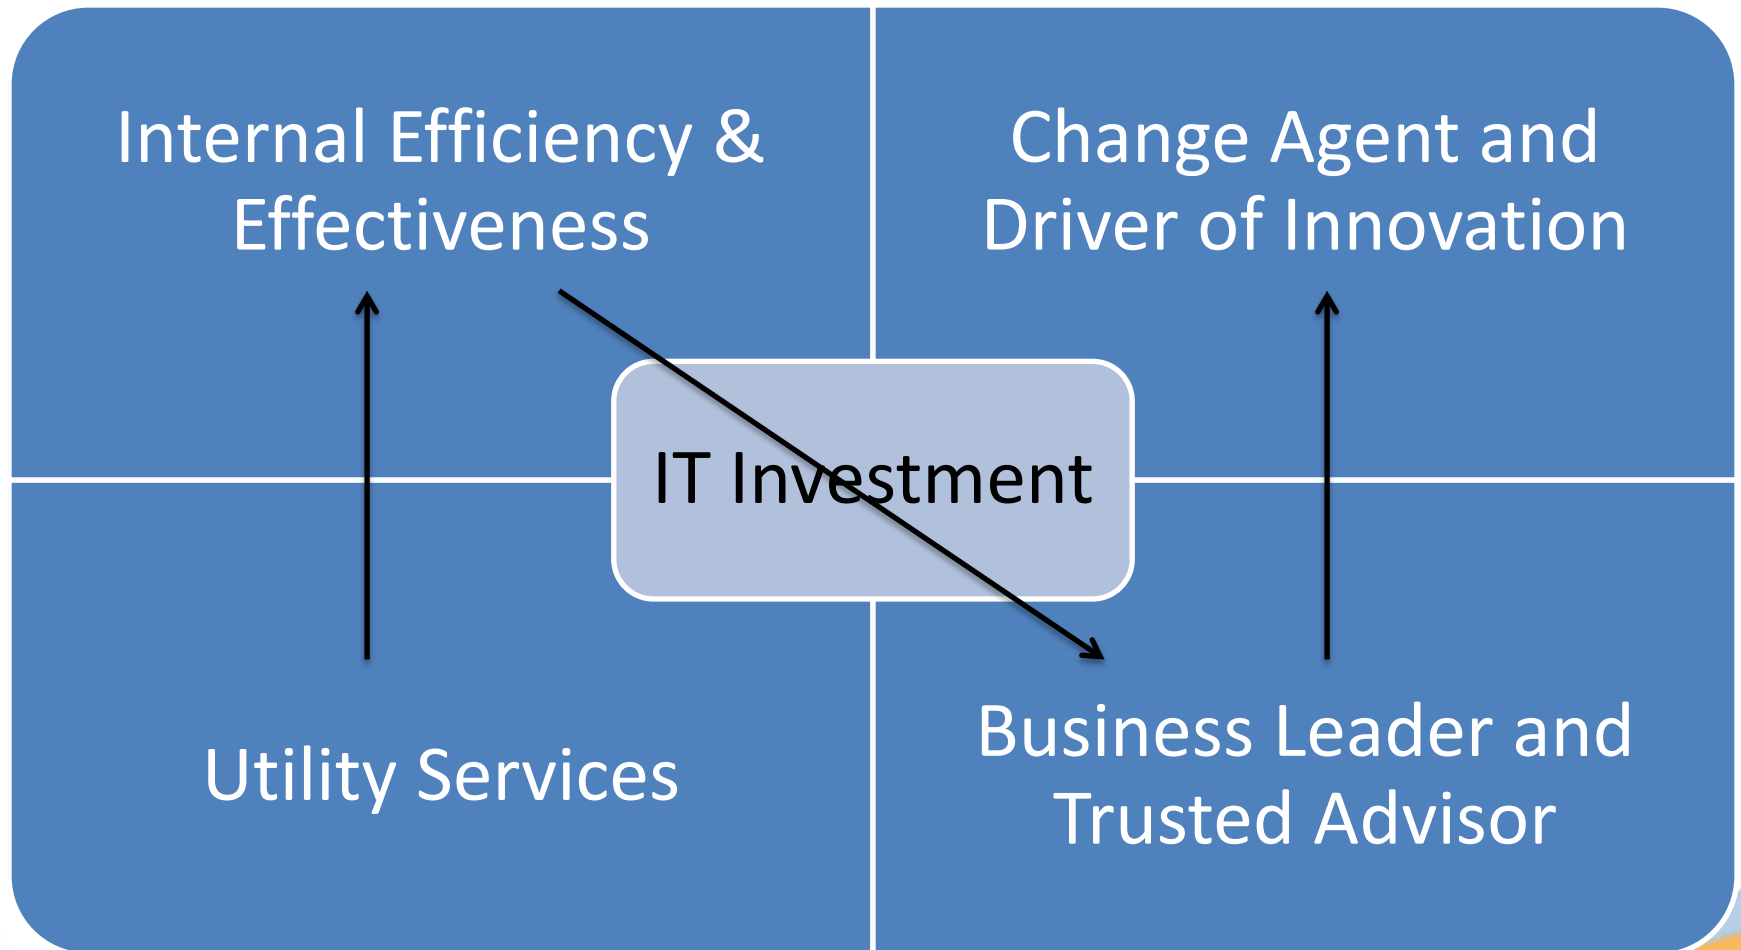 Internal Efficiency &
Effectiveness
Change Agent and
Driver of Innovation
IT Investment
Utility Services
Business Leader and
Trusted Advisor